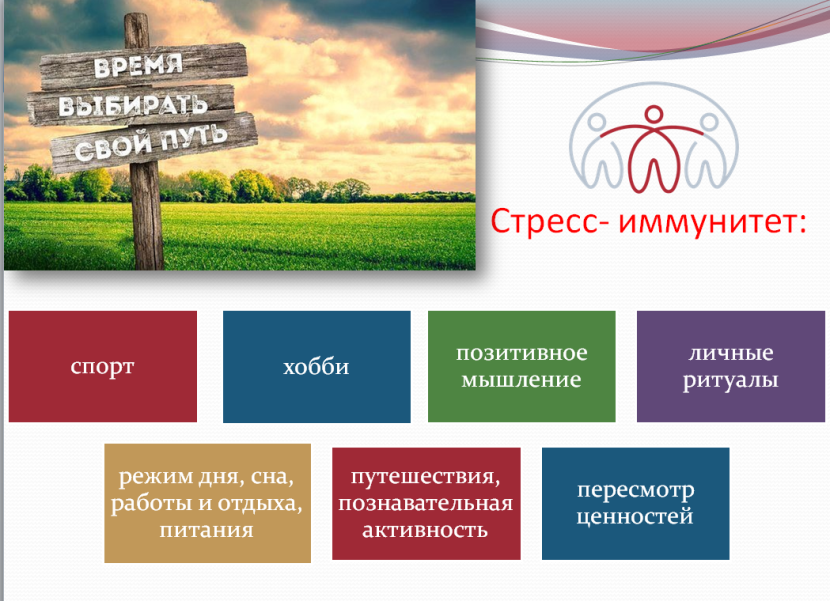 ВРЕМЯ
ВЫБИРАТЬ
СВОЙ ПУТЬ
Стресс- иммунитет:
спорт
хобби
позитивное
мышление
личные
ритуалы
режим дня, сна,
работы и отдыха,
питания
путешествия,
познавательная
активность
пересмотр
ценностей